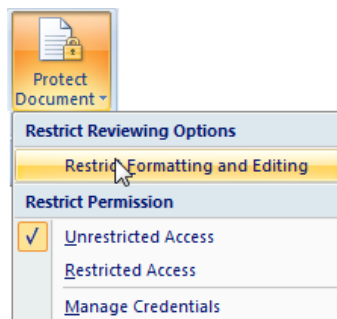 Protect
Document
Restrict Reviewing Options
Restrict Formatting and Editing
Restrict Permission
Unrestricted Access
Restricted Access
Manage Credentials